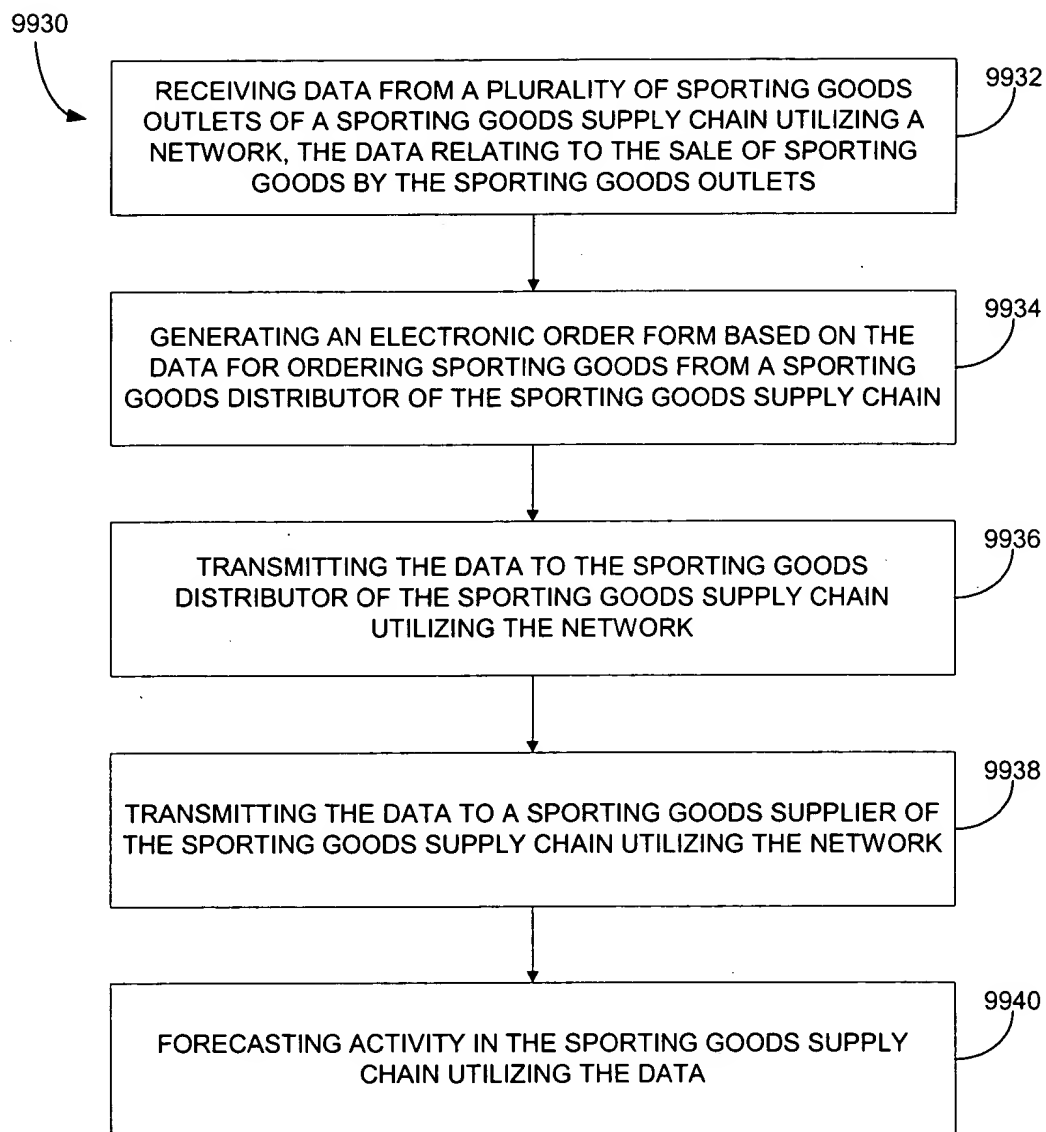 9930
9932
RECEIVING DATA FROM A PLURALITY OF SPORTING GOODS
OUTLETS OF A SPORTING GOODS SUPPLY CHAIN UTILIZING A
NETWORK, THE DATA RELATING TO THE SALE OF SPORTING
GOODS BY THE SPORTING GOODS OUTLETS
9934
GENERATING AN ELECTRONIC ORDER FORM BASED ON THE
DATA FOR ORDERING SPORTING GOODS FROM A SPORTING
GOODS DISTRIBUTOR OF THE SPORTING GOODS SUPPLY CHAIN
9936
TRANSMITTING THE DATA TO THE SPORTING GOODS
DISTRIBUTOR OF THE SPORTING GOODS SUPPLY CHAIN
UTILIZING THE NETWORK
9938
TRANSMITTING THE DATA TO A SPORTING GOODS SUPPLIER OF
THE SPORTING GOODS SUPPLY CHAIN UTILIZING THE NETWORK
9940
FORECASTING ACTIVITY IN THE SPORTING GOODS SUPPLY
CHAIN UTILIZING THE DATA